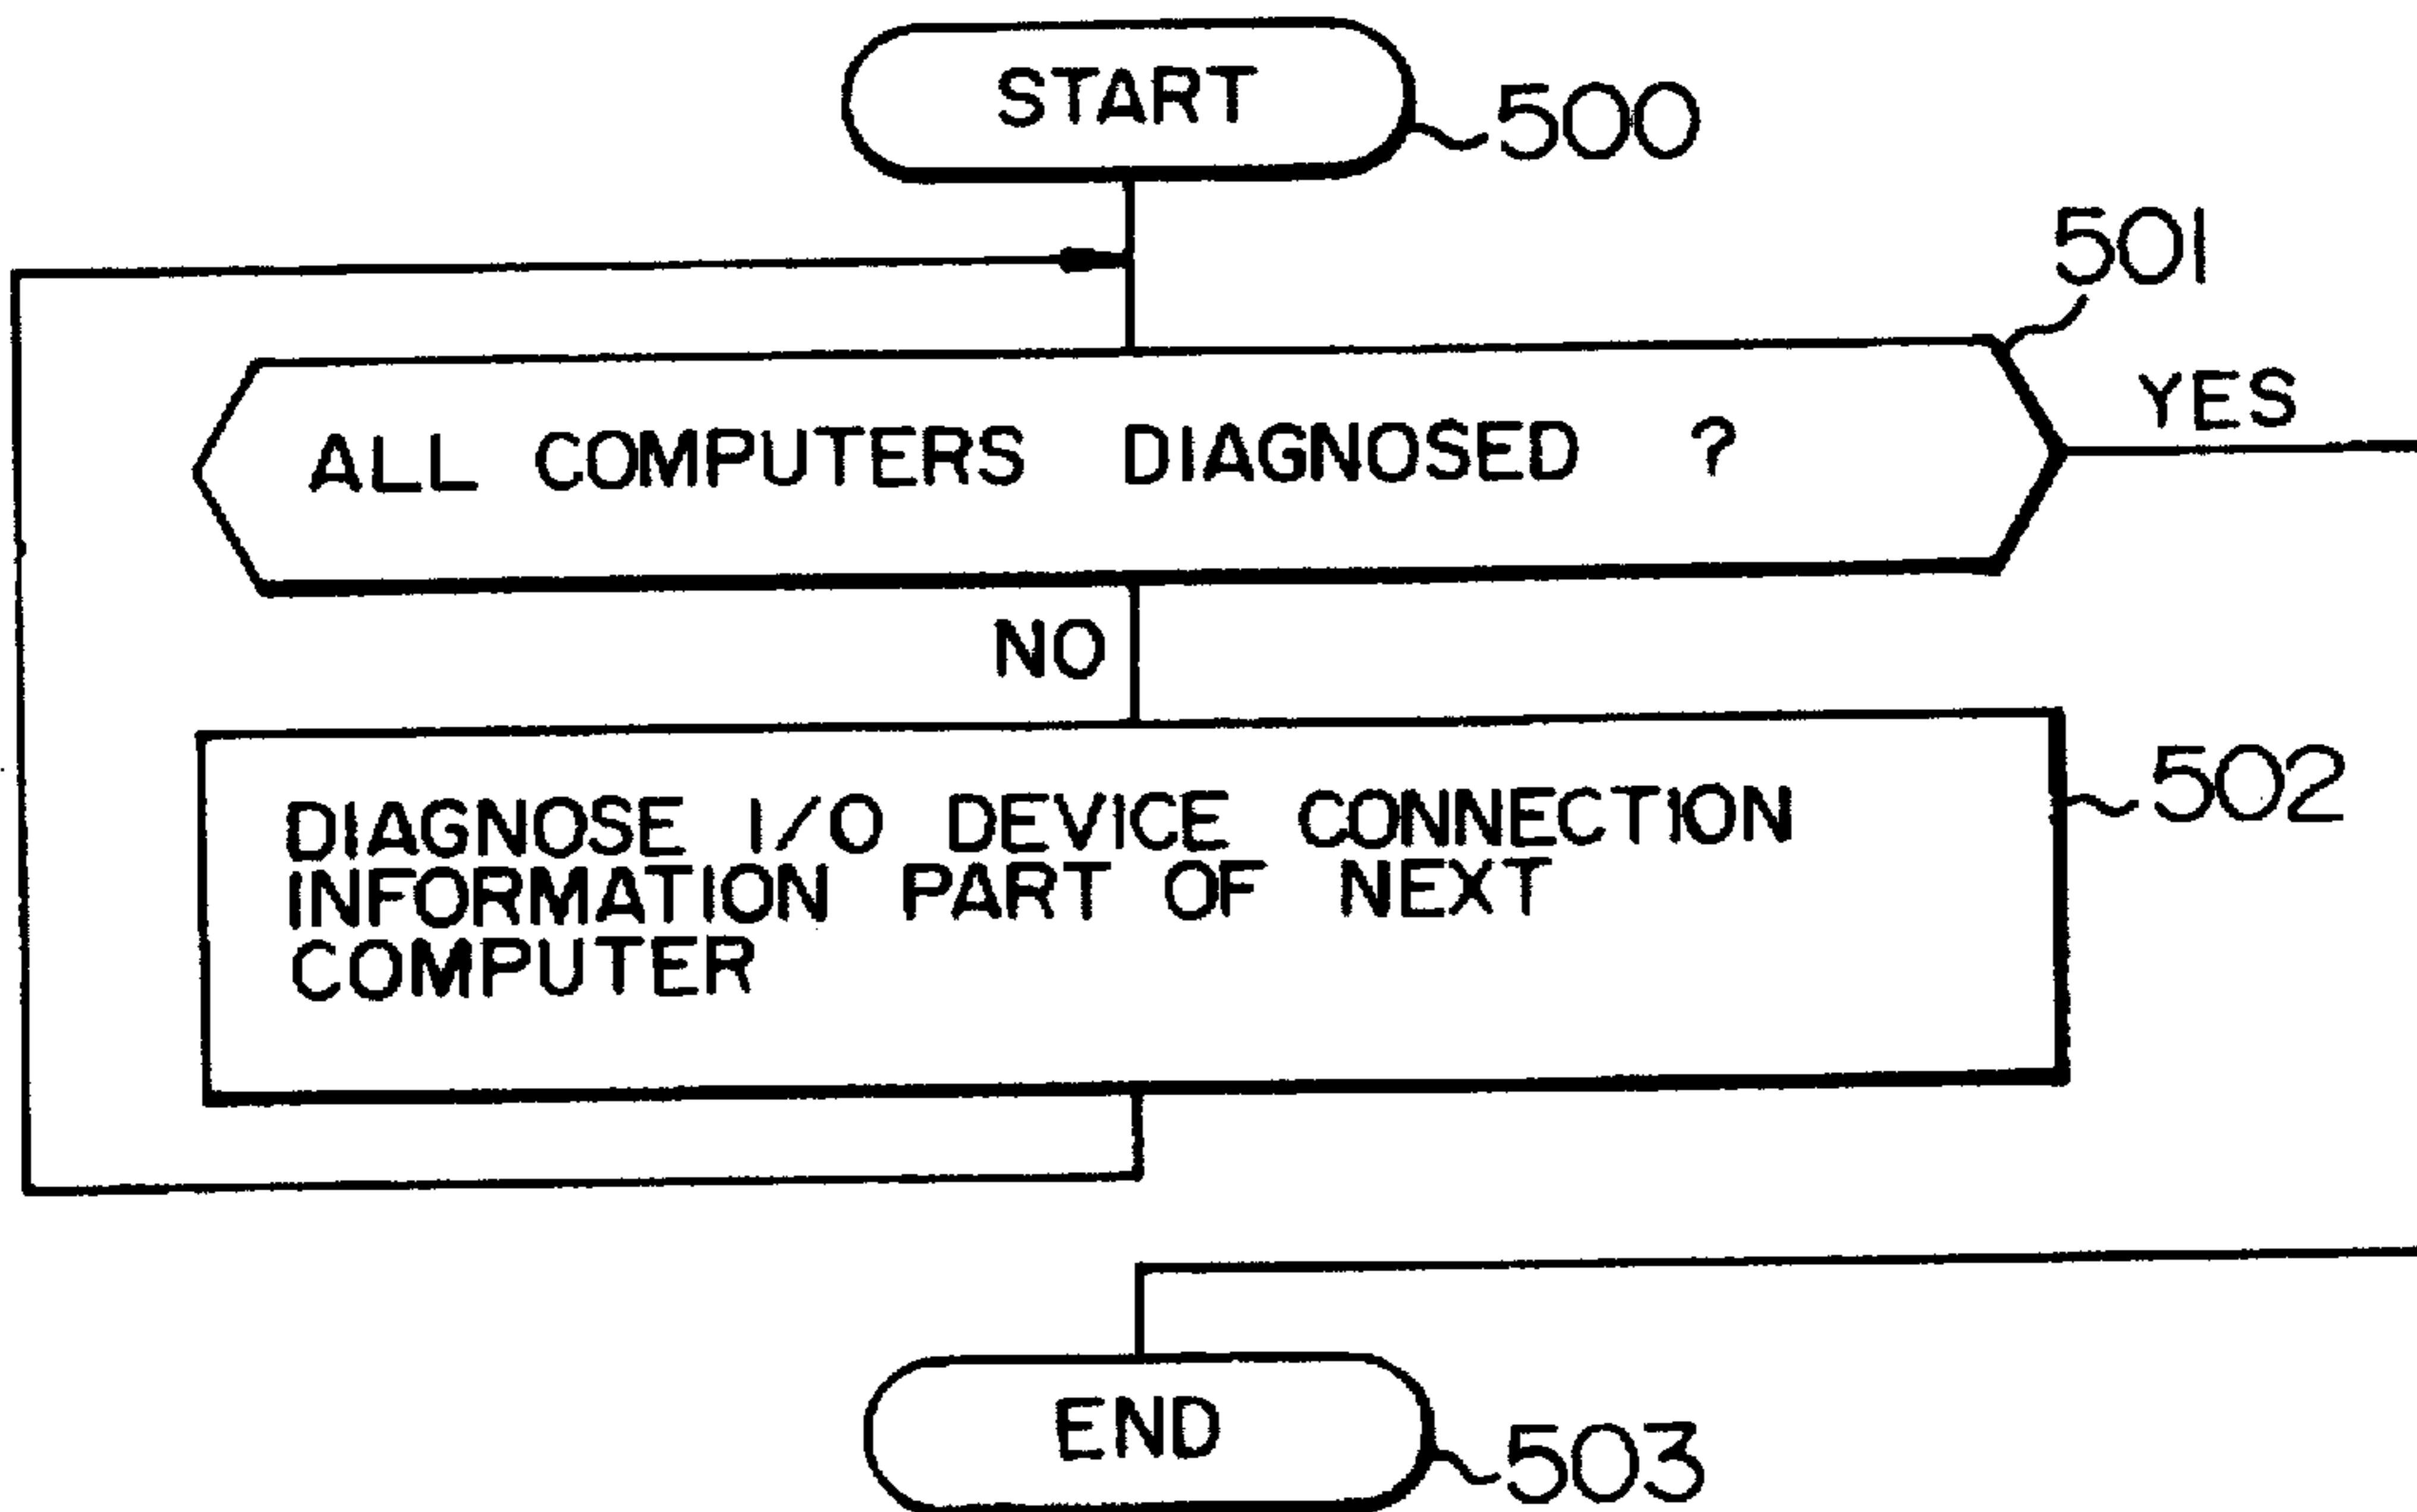 START
500
501
YES
ALL COMPUTERS DIAGNOSED ?
NO
DIAGNOSE I/O DEVICE CONNECTION
INFORMATION PART OF NEXT
COMPUTER
502
END
503